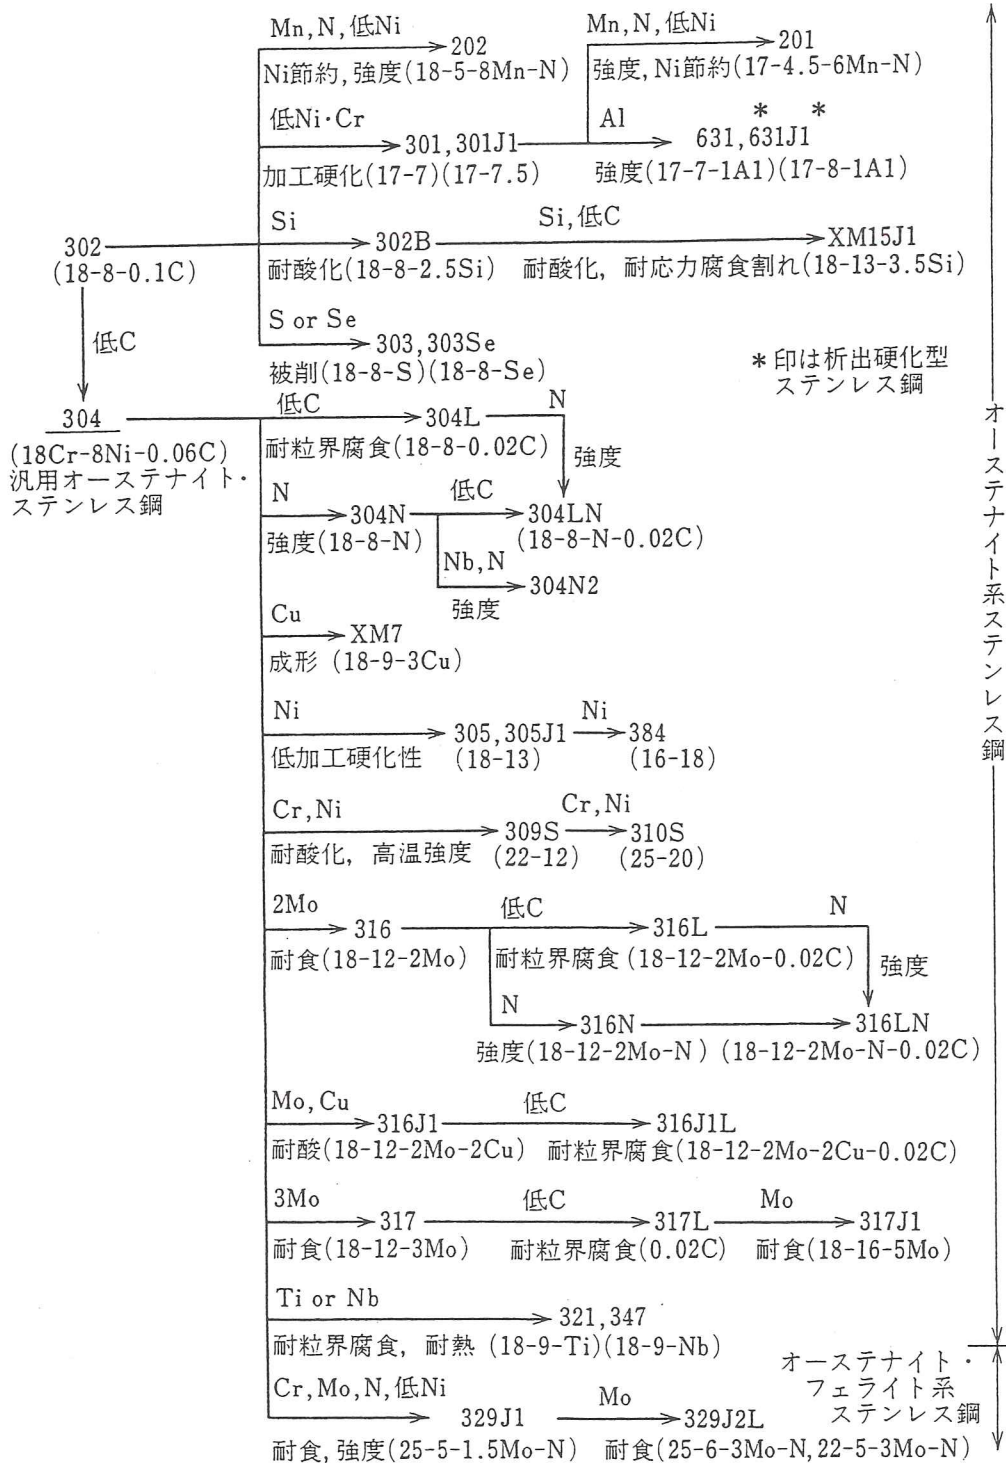 Mn,N,低Ni
202
Ni節約,強度(18-5-8Mn-N)
Mn,N,低Ni
201
強度,Ni節約(17-4.5-6Mn-N)
低Ni・Cr
301,301J1
加工硬化(17-7)(17-7.5)
Al
* *
631,631J1
強度(17-7-1Al)(17-8-1Al)
302
(18-8-0.1C)
Si
302B
耐酸化(18-8-2.5Si)
Si,低C
XM15J1
耐酸化,耐応力腐食割れ(18-13-3.5Si)
S or Se
303,303Se
被削(18-8-S)(18-8-Se)
*印は析出硬化型
ステンレス鋼
低C
304
(18Cr-8Ni-0.06C)
汎用オーステナイト・
ステンレス鋼
低C
304L
耐粒界腐食(18-8-0.02C)
N
強度
N
304N
強度(18-8-N)
低C
304LN
(18-8-N-0.02C)
Nb,N
304N2
強度
Cu
XM7
成形 (18-9-3Cu)
Ni
305,305J1
低加工硬化性 (18-13)
Ni
384
(16-18)
Cr,Ni
309S
耐酸化,高温強度 (22-12)
Cr,Ni
310S
(25-20)
2Mo
316
耐食(18-12-2Mo)
低C
316L
耐粒界腐食(18-12-2Mo-0.02C)
N
強度
N
316N
強度(18-12-2Mo-N)
316LN
(18-12-2Mo-N-0.02C)
Mo,Cu
316J1
耐酸(18-12-2Mo-2Cu)
低C
316J1L
耐粒界腐食(18-12-2Mo-2Cu-0.02C)
3Mo
317
耐食(18-12-3Mo)
低C
317L
耐粒界腐食(0.02C)
Mo
317J1
耐食(18-16-5Mo)
Ti or Nb
321,347
耐粒界腐食,耐熱 (18-9-Ti)(18-9-Nb)
Cr,Mo,N,低Ni
329J1
耐食,強度(25-5-1.5Mo-N)
Mo
329J2L
耐食(25-6-3Mo-N,22-5-3Mo-N)
オーステナイト系ステンレス鋼
オーステナイト・
フェライト系
ステンレス鋼